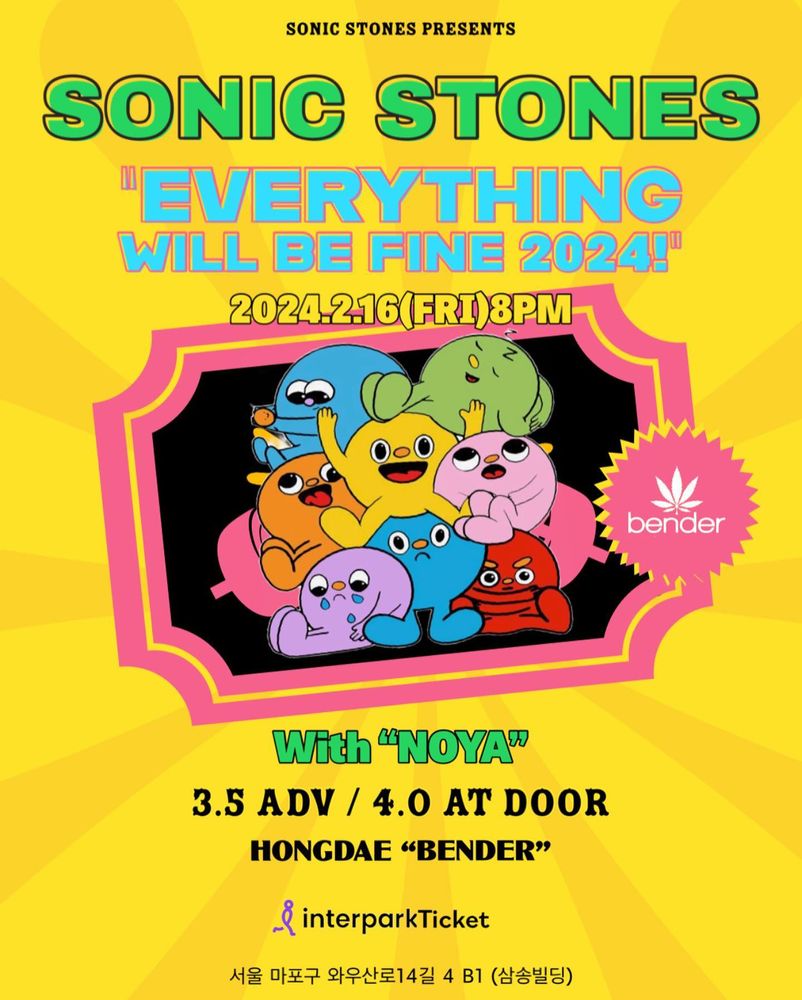 SONIC STONES PRESENTS
SONIC STONES
"EVERYTHING
WILL BE FINE 2024!"
2024.2.16(FRI)8PM
z z
bender
With “NOYA”
3.5 ADV / 4.0 AT DOOR
HONGDAE “BENDER”
interparkTicket
서울 마포구 와우산로14길 4 B1 (삼송빌딩)